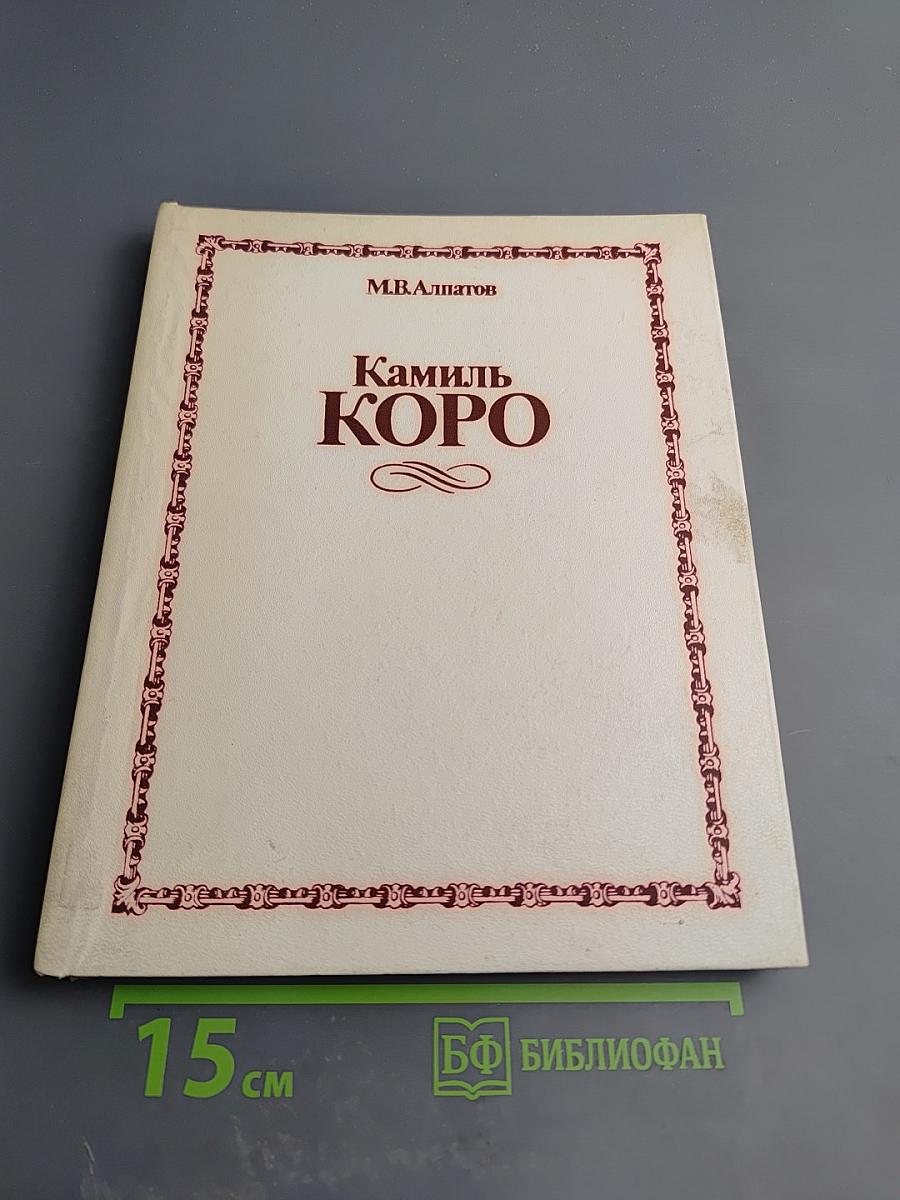 М.В.Алпатов
Камиль
КОРО
15 см
БФ БИБЛИОФАН